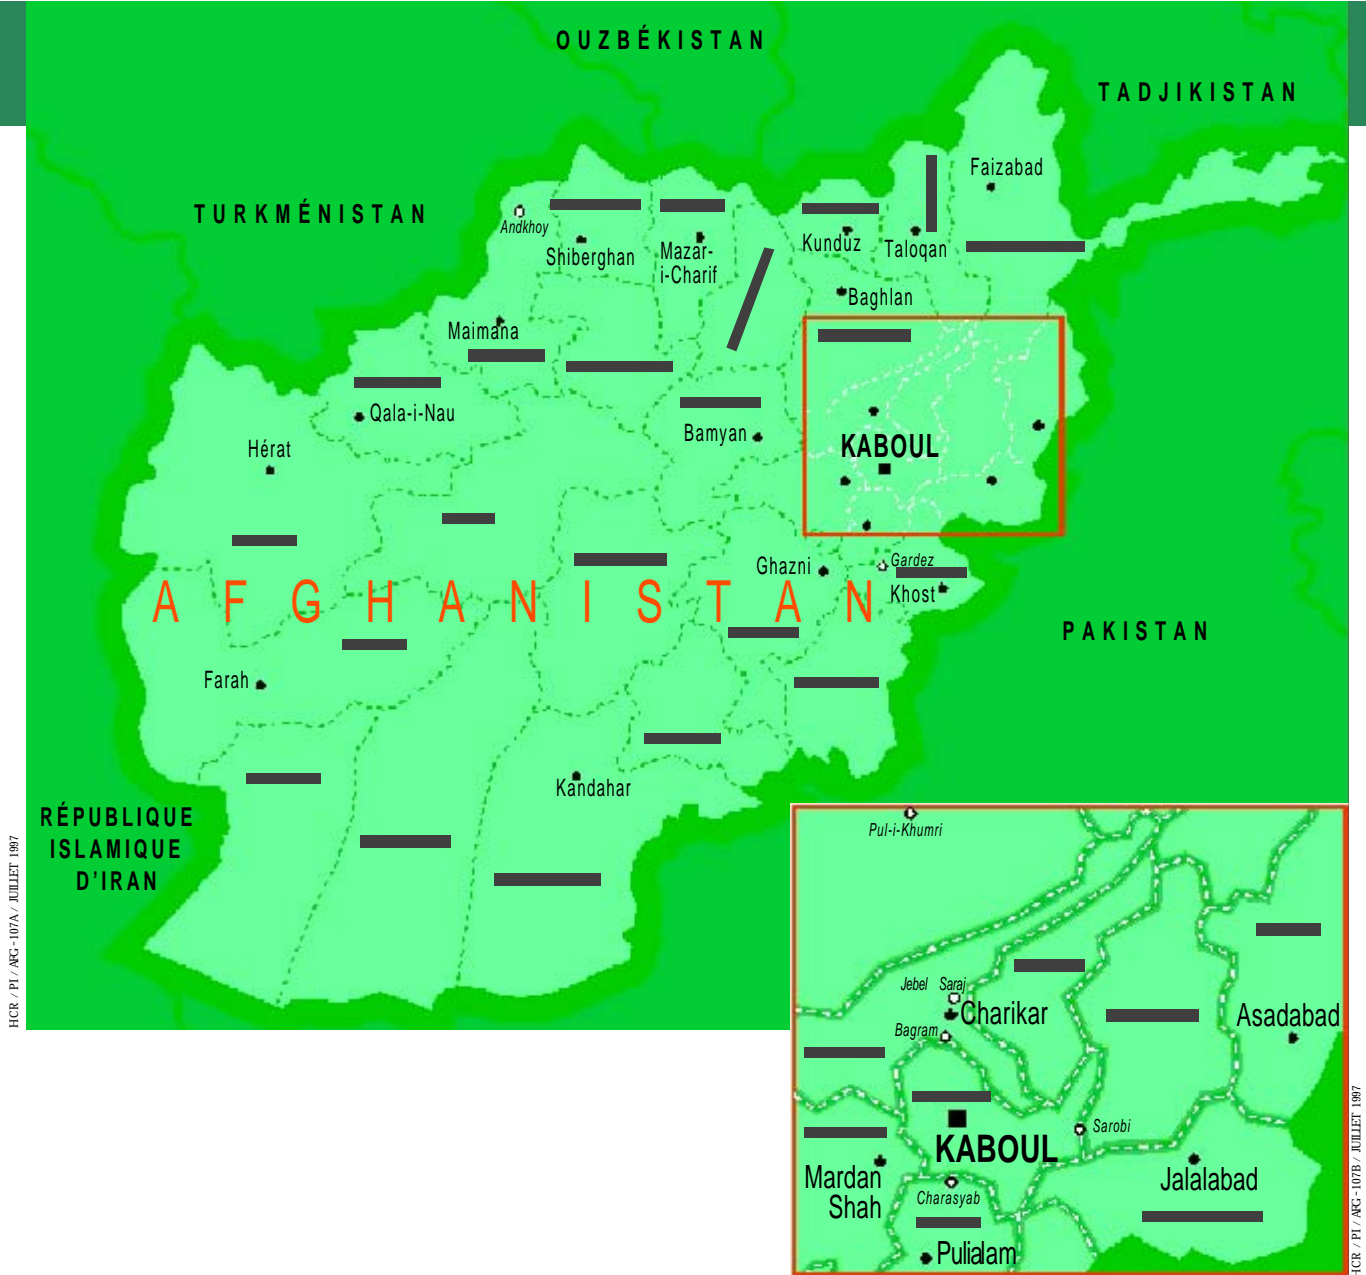 OUZBÉKISTAN
TADJIKISTAN
TURKMÉNISTAN
Faizabad
Andkhoy
Shiberghan
Mazar-
i-Charif
Kunduz
Taloqan
Baghlan
Maimana
Qala-i-Nau
Hérat
Bamyan
KABOUL
Ghazni
Gardez
Khost
AFGHANISTAN
PAKISTAN
Farah
Kandahar
RÉPUBLIQUE
ISLAMIQUE
D'IRAN
HCR / PI / AFG -107A / JUILLET 1997
Pul-i-Khumri
Jebel Saraj
Charikar
Asadabad
Bagram
Sarobi
KABOUL
Mardan
Shah
Jalalabad
Charasyab
Pulialam
HCR / PI / AFG -107B / JUILLET 1997